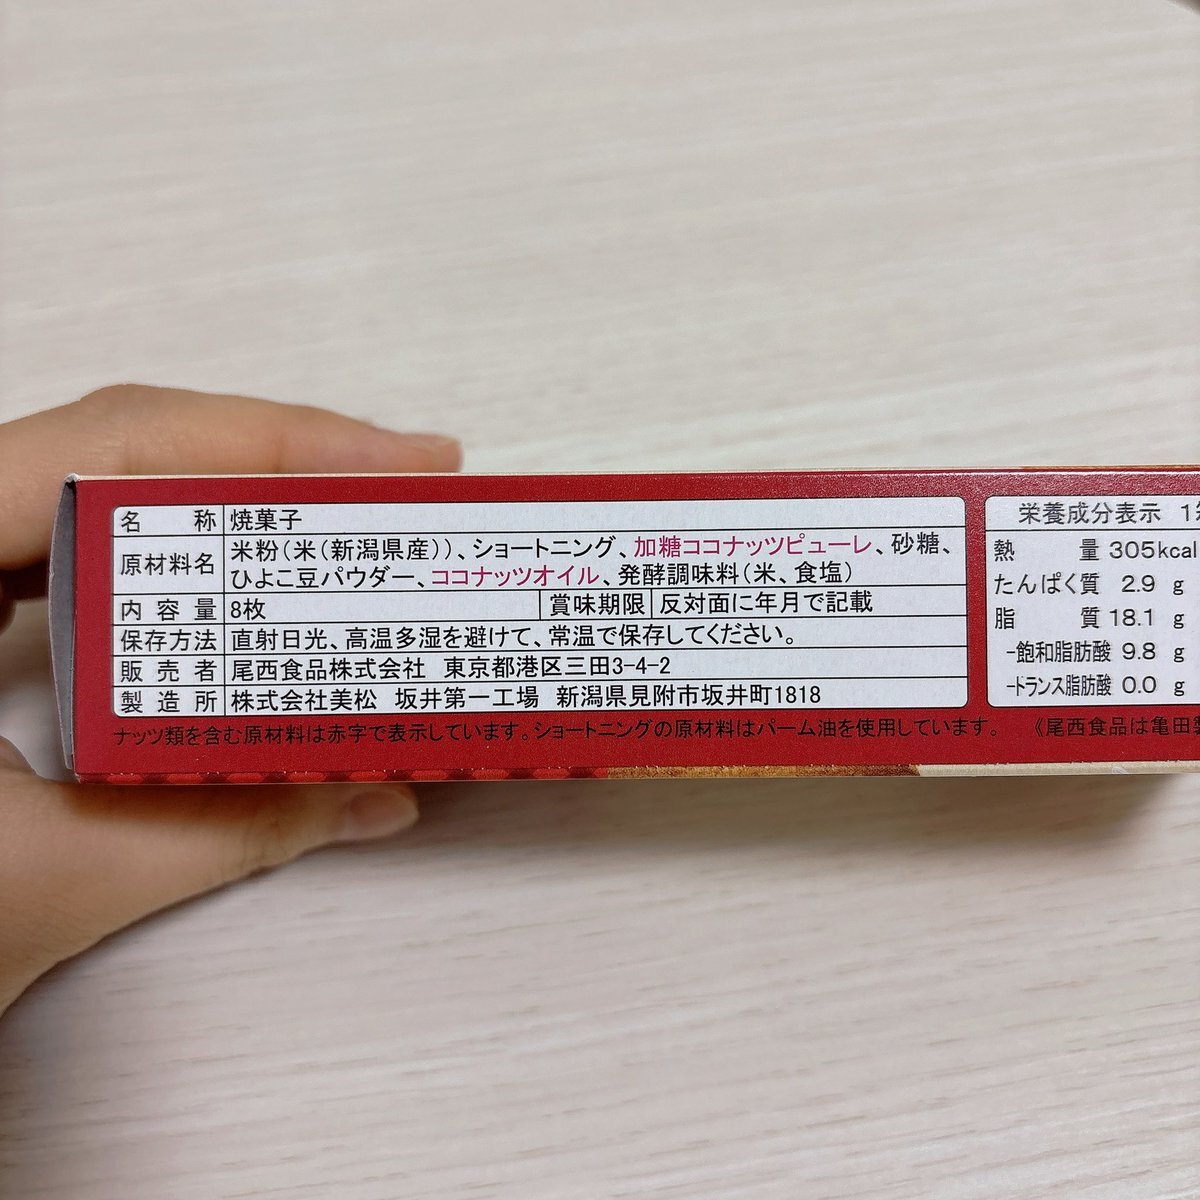 名称 焼菓子
原材料名 米粉(米(新潟県産))、ショートニング、加糖ココナッツピューレ、砂糖、
ひよこ豆パウダー、ココナッツオイル、発酵調味料(米、食塩)
内容量 8枚 賞味期限 反対面に年月で記載
保存方法 直射日光、高温多湿を避けて、常温で保存してください。
販売者 尾西食品株式会社 東京都港区三田3-4-2
製造所 株式会社美松 坂井第一工場 新潟県見附市坂井町1818
ナッツ類を含む原材料は赤字で表示しています。ショートニングの原材料はパーム油を使用しています。 《尾西食品は亀田
栄養成分表示 1
熱量 305kcal
たんぱく質 2.9 g
脂質 18.1 g
-飽和脂肪酸 9.8 g
-トランス脂肪酸 0.0 g